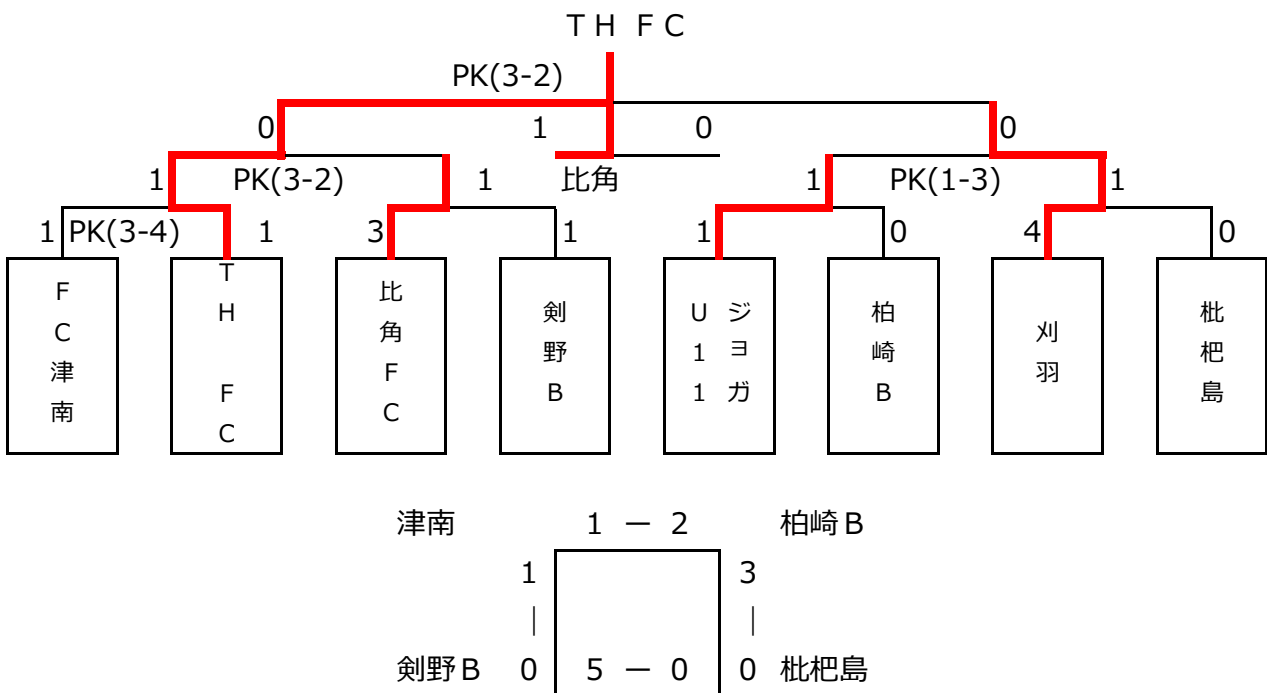 TH FC
PK(3-2)
0 1 0 0
1 PK(3-2) 1 比角 1 PK(1-3) 1
1 PK(3-4) 1 3 1 1 0 4 0
FC津南
TH FC
比角FC
剣野B
ジョガ
U11
柏崎B
刈羽
枇杷島
津南 1 ― 2 柏崎B
1 3
| |
剣野B 0 5 ― 0 0 枇杷島